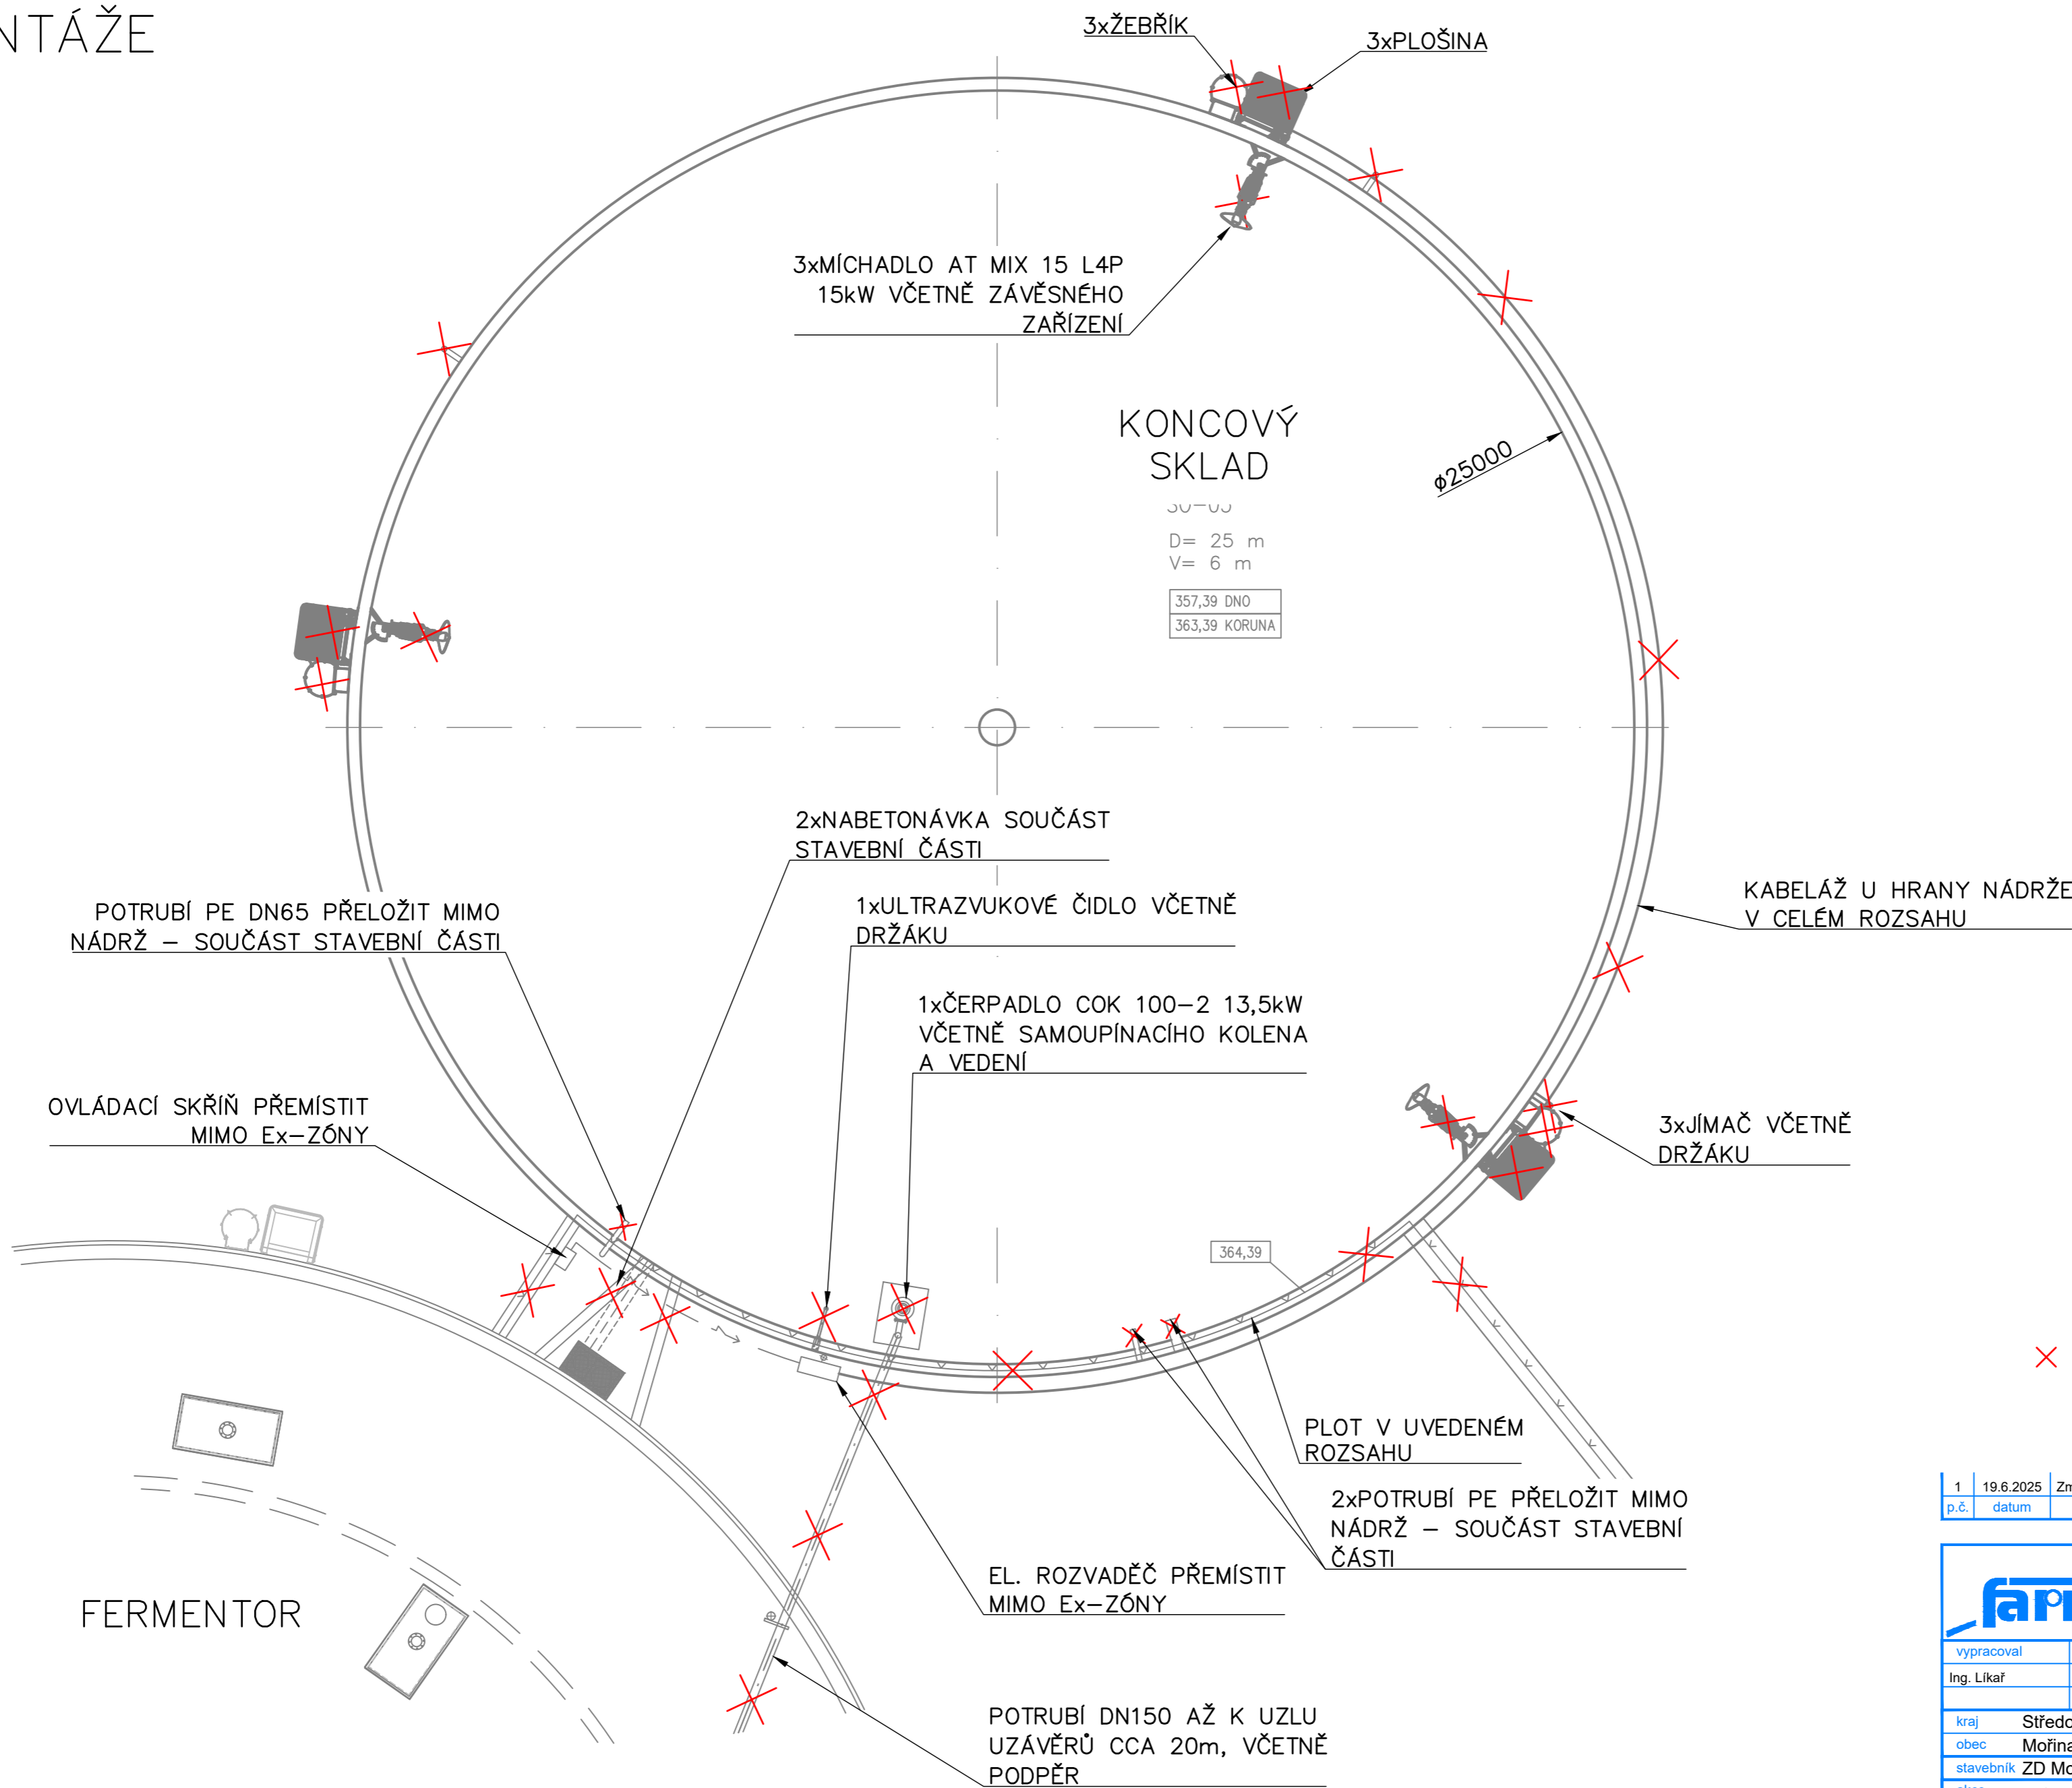 NTÁŽE
3xŽEBŘÍK
3xPLOŠINA
3xMÍCHADLO AT MIX 15 L4P
15kW VČETNĚ ZÁVĚSNÉHO
ZAŘÍZENÍ
KONCOVÝ
SKLAD
D= 25 m
V= 6 m
357,39 DNO
363,39 KORUNA
ø25000
2xNABETONÁVKA SOUČÁST
STAVEBNÍ ČÁSTI
POTRUBÍ PE DN65 PŘELOŽIT MIMO
NÁDRŽ – SOUČÁST STAVEBNÍ ČÁSTI
1xULTRAZVUKOVÉ ČIDLO VČETNĚ
DRŽÁKU
KABELÁŽ U HRANY NÁDRŽE
V CELÉM ROZSAHU
1xČERPADLO COK 100–2 13,5kW
VČETNĚ SAMOUPÍNACÍHO KOLENA
A VEDENÍ
OVLÁDACÍ SKŘÍŇ PŘEMÍSTIT
MIMO Ex–ZÓNY
3xJÍMAČ VČETNĚ
DRŽÁKU
364,39
PLOT V UVEDENÉM
ROZSAHU
2xPOTRUBÍ PE PŘELOŽIT MIMO
NÁDRŽ – SOUČÁST STAVEBNÍ
ČÁSTI
EL. ROZVADĚČ PŘEMÍSTIT
MIMO Ex–ZÓNY
FERMENTOR
POTRUBÍ DN150 AŽ K UZLU
UZÁVĚRŮ CCA 20m, VČETNĚ
PODPĚR
1 19.6.2025
p.č. datum
vypracoval
Ing. Líkař
kraj Středo
obec Mořina
stavebník ZD Mo